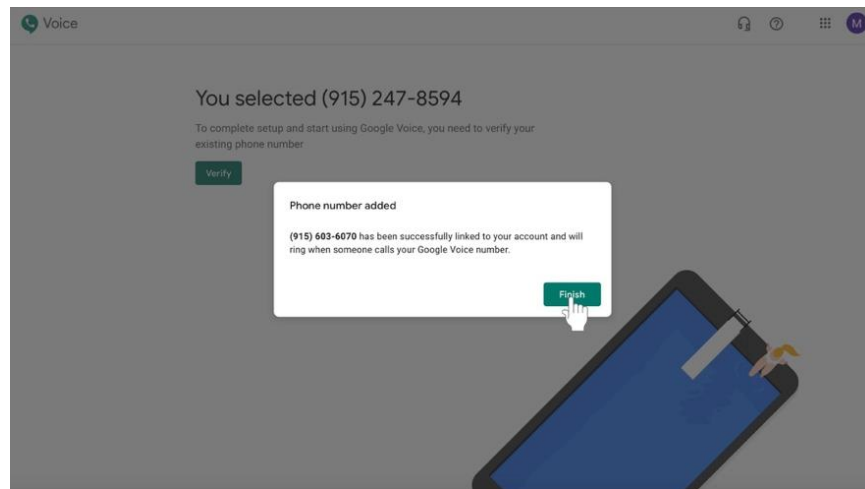 Voice
M
You selected (915) 247-8594
To complete setup and start using Google Voice, you need to verify your
existing phone number
Verify
Phone number added
(915) 603-6070 has been successfully linked to your account and will
ring when someone calls your Google Voice number.
Finish